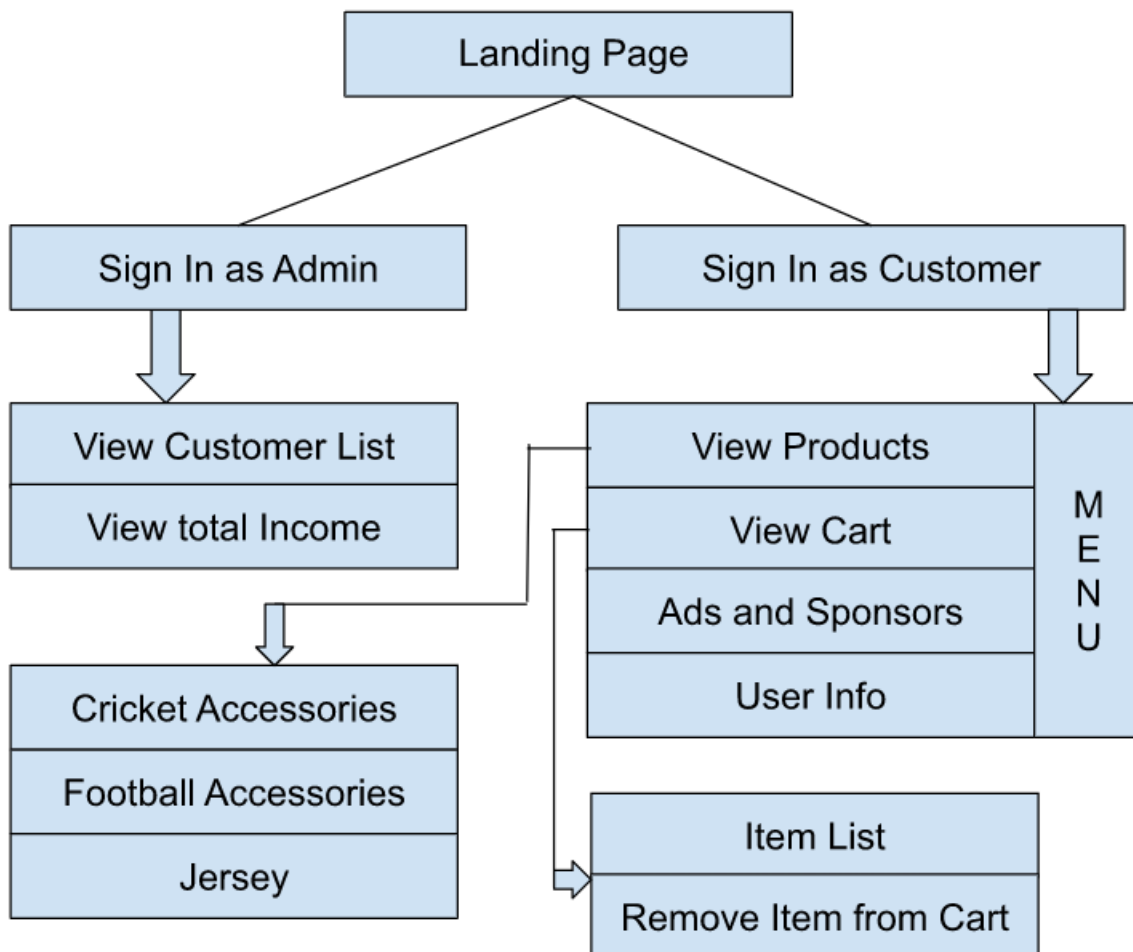 Landing Page
Sign In as Admin
Sign In as Customer
View Customer List
View total Income
View Products
View Cart
Ads and Sponsors
User Info
MENU
Cricket Accessories
Football Accessories
Jersey
Item List
Remove Item from Cart